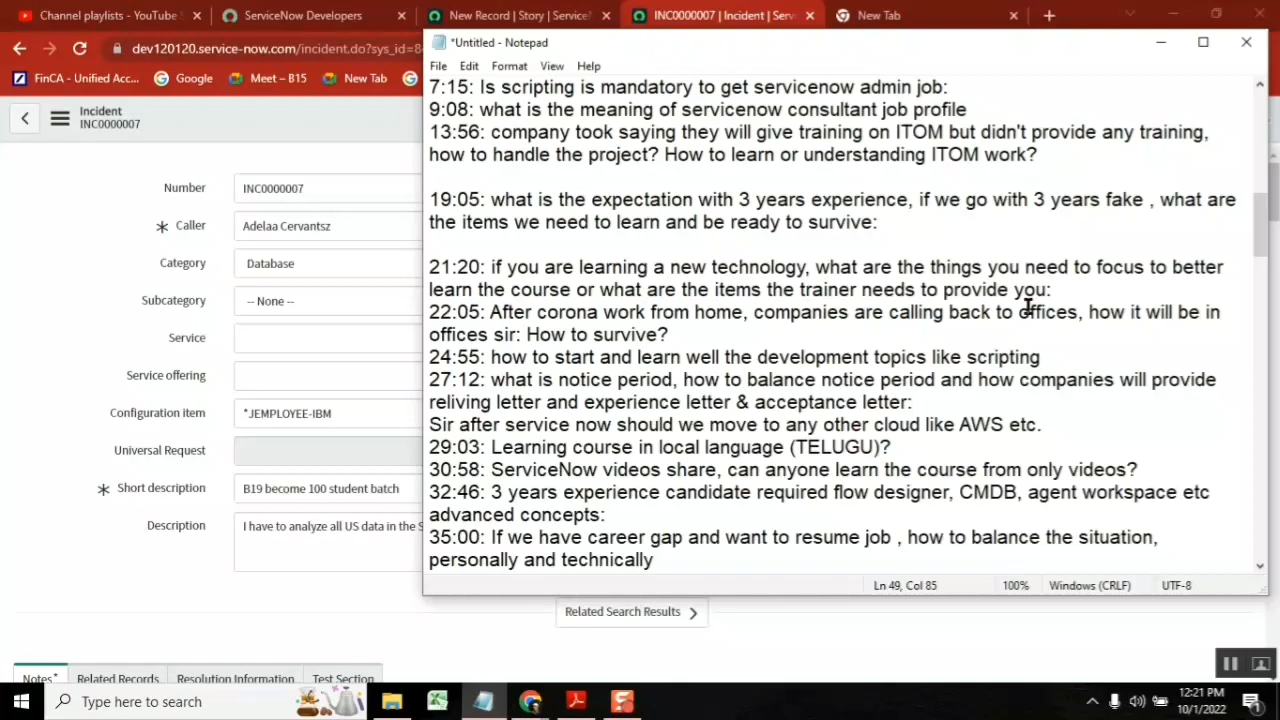 Channel playlists - YouTube
ServiceNow Developers
New Record | Story | Service
INC0000007 | Incident | Serv
New Tab
dev120120.service-now.com/incident.do?sys_id=8
FinCA - Unified Acc...
Google
Meet – B15
New Tab
*Untitled - Notepad
File Edit Format View Help
Incident
INC0000007
Number INC0000007
Caller Adelaa Cervantsz
Category Database
Subcategory -- None --
Service
Service offering
Configuration item *JEMPLOYEE-IBM
Universal Request
Short description B19 become 100 student batch
Description I have to analyze all US data in the S
7:15: Is scripting is mandatory to get servicenow admin job:
9:08: what is the meaning of servicenow consultant job profile
13:56: company took saying they will give training on ITOM but didn't provide any training,
how to handle the project? How to learn or understanding ITOM work?
19:05: what is the expectation with 3 years experience, if we go with 3 years fake , what are
the items we need to learn and be ready to survive:
21:20: if you are learning a new technology, what are the things you need to focus to better
learn the course or what are the items the trainer needs to provide you:
22:05: After corona work from home, companies are calling back to offices, how it will be in
offices sir: How to survive?
24:55: how to start and learn well the development topics like scripting
27:12: what is notice period, how to balance notice period and how companies will provide
reliving letter and experience letter & acceptance letter:
Sir after service now should we move to any other cloud like AWS etc.
29:03: Learning course in local language (TELUGU)?
30:58: ServiceNow videos share, can anyone learn the course from only videos?
32:46: 3 years experience candidate required flow designer, CMDB, agent workspace etc
advanced concepts:
35:00: If we have career gap and want to resume job , how to balance the situation,
personally and technically
Ln 49, Col 85 100% Windows (CRLF) UTF-8
Related Search Results
Notes* Related Records Resolution Information Test Section
Type here to search
12:21 PM
10/1/2022
1